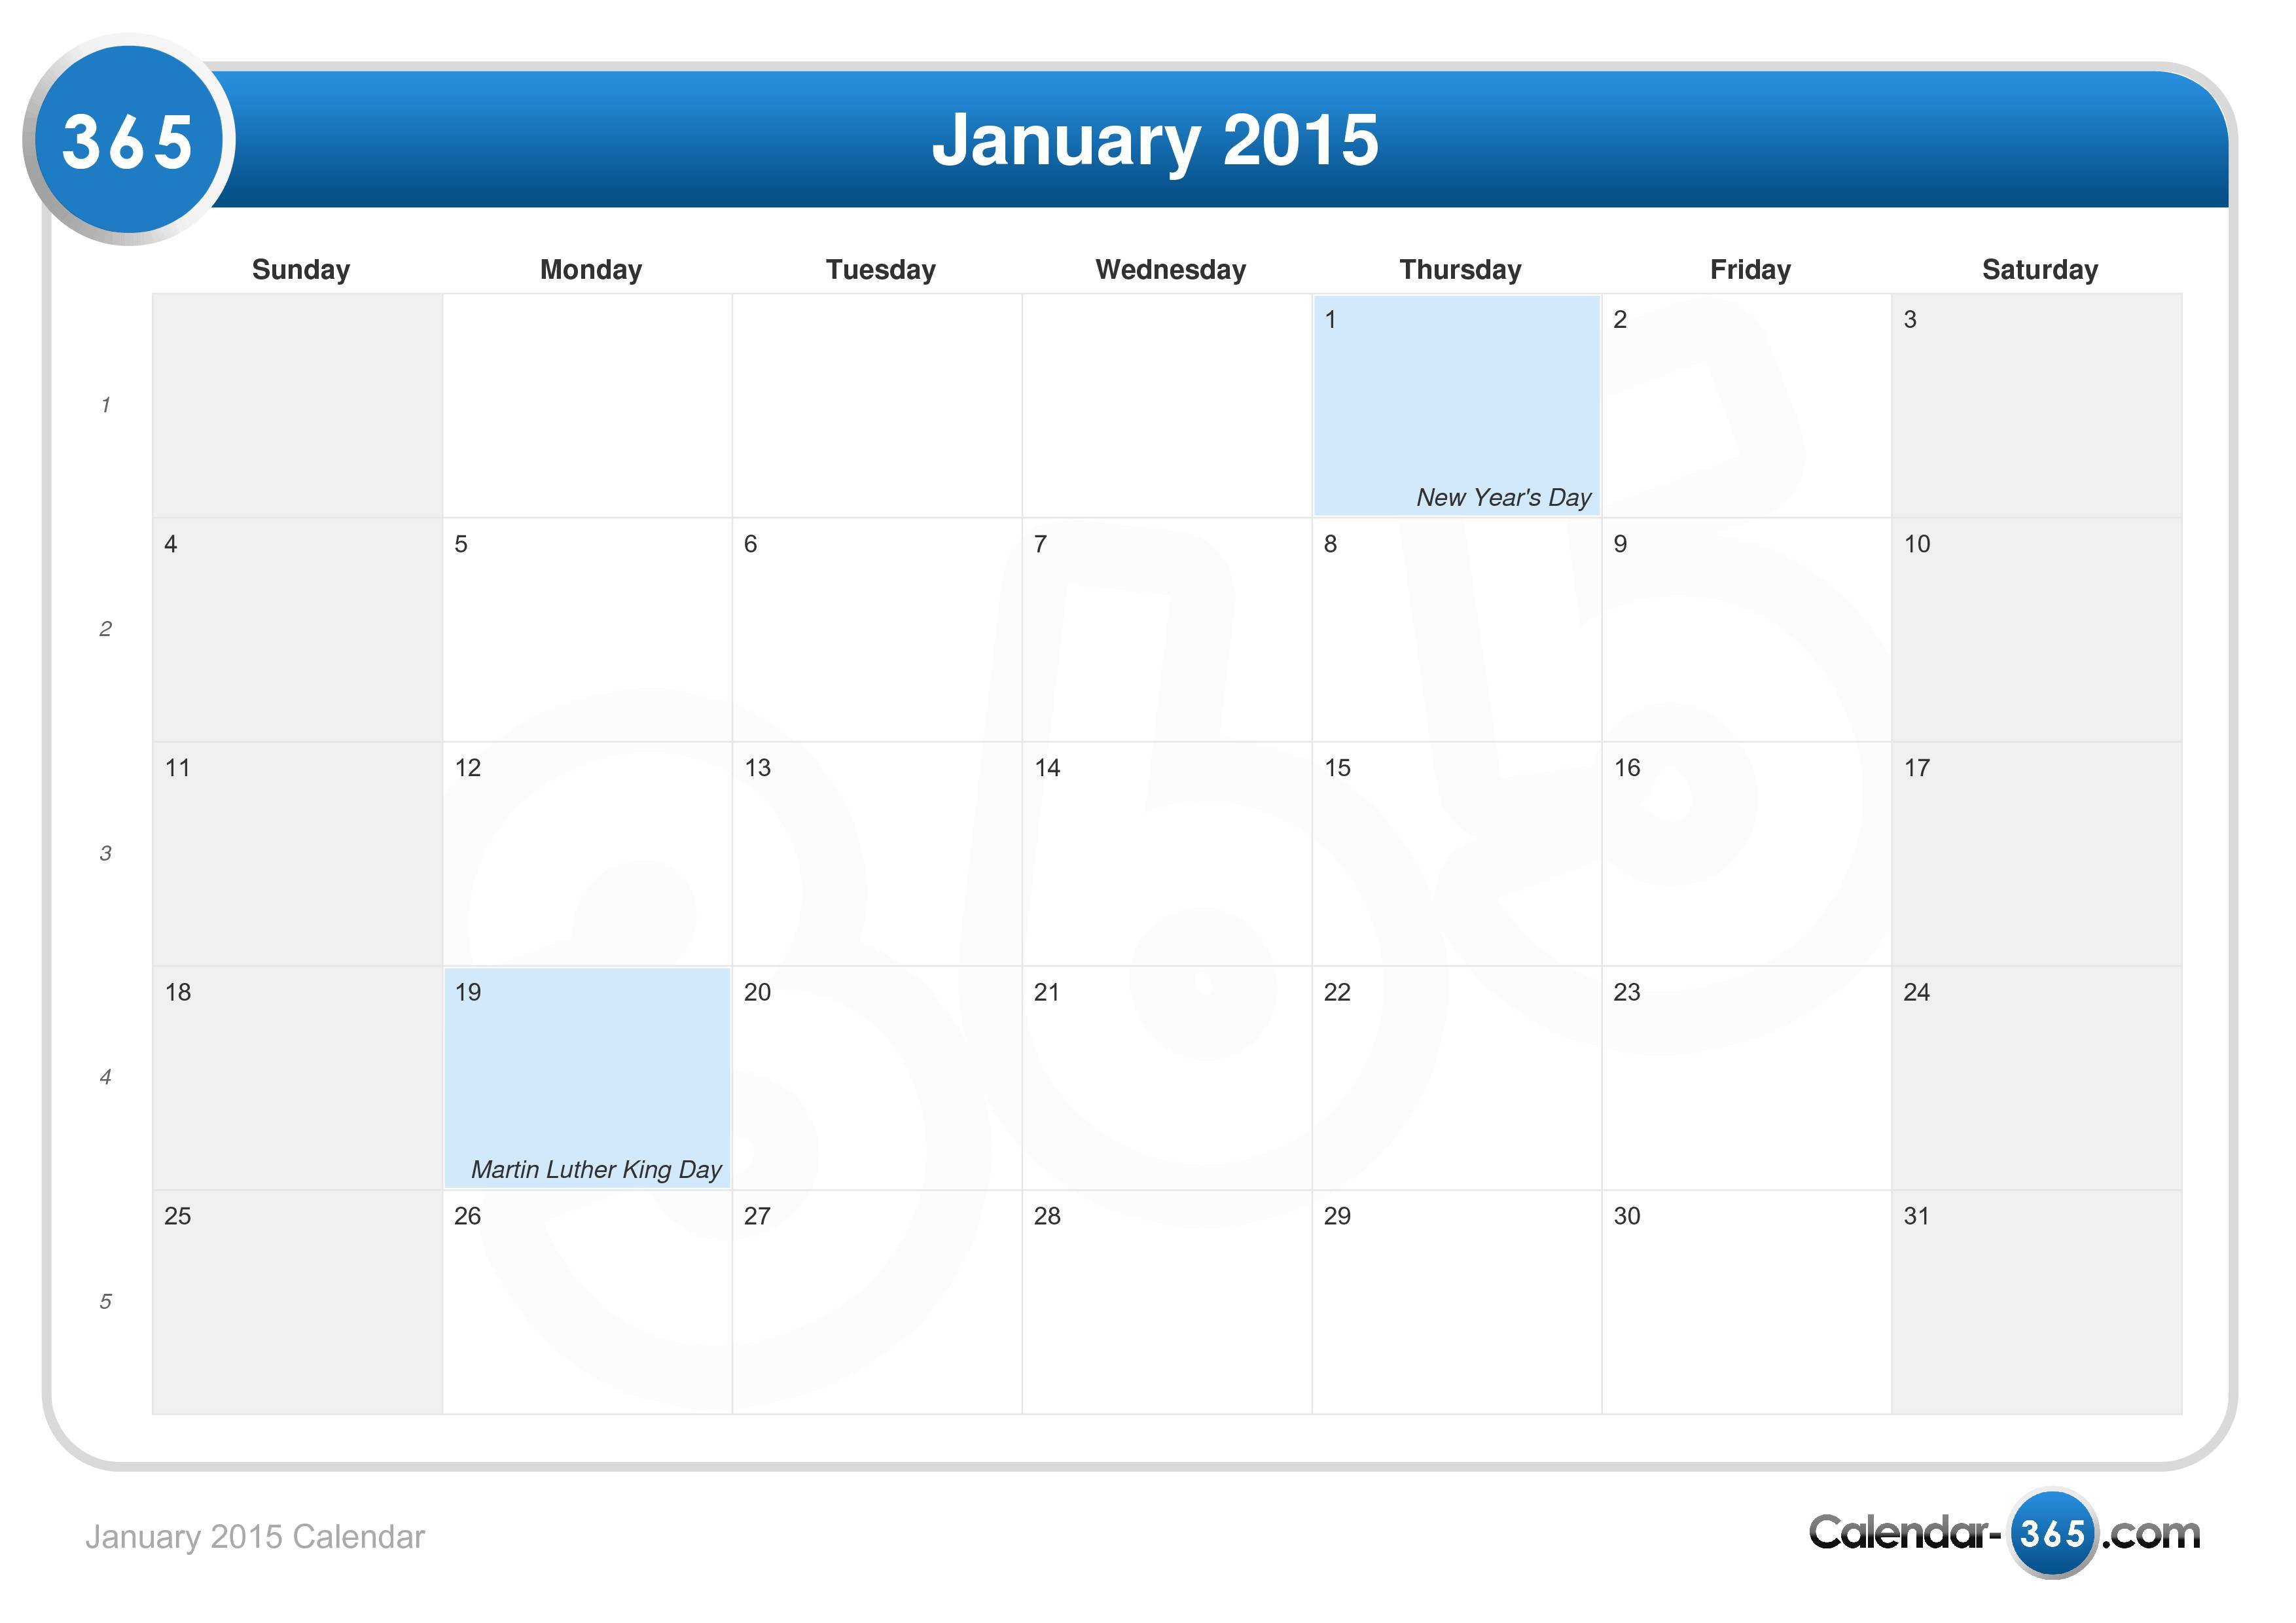 365
January 2015
Sunday Monday Tuesday Wednesday Thursday Friday Saturday
1 2 3
1
New Year's Day
4 5 6 7 8 9 10
2
11 12 13 14 15 16 17
3
18 19 20 21 22 23 24
4
Martin Luther King Day
25 26 27 28 29 30 31
5
January 2015 Calendar
Calendar-365.com